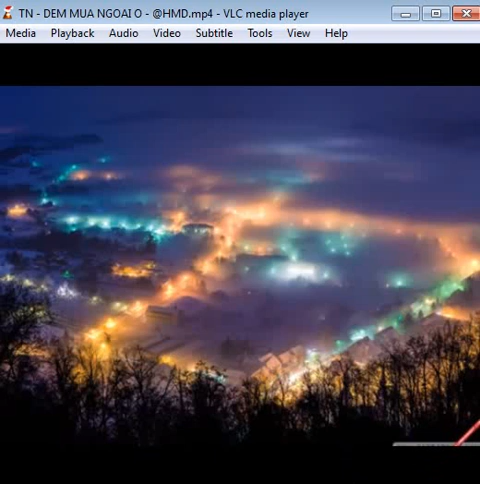 TN - DEM MUA NGOAI O - @HMD.mp4 - VLC media player
Media Playback Audio Video Subtitle Tools View Help